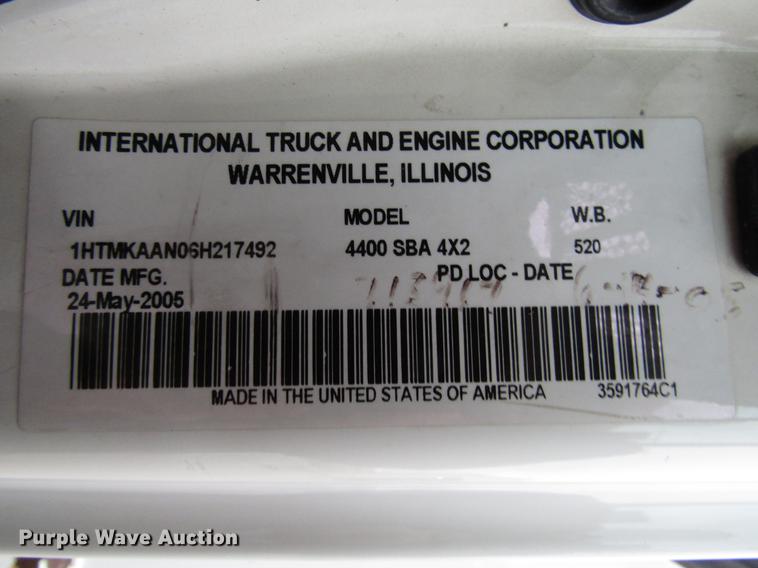 INTERNATIONAL TRUCK AND ENGINE CORPORATION
WARRENVILLE, ILLINOIS
VIN MODEL W.B.
1HTMKAAN06H217492 4400 SBA 4X2 520
DATE MFG. PD LOC - DATE
24-May-2005
MADE IN THE UNITED STATES OF AMERICA 3591764C1
Purple Wave Auction